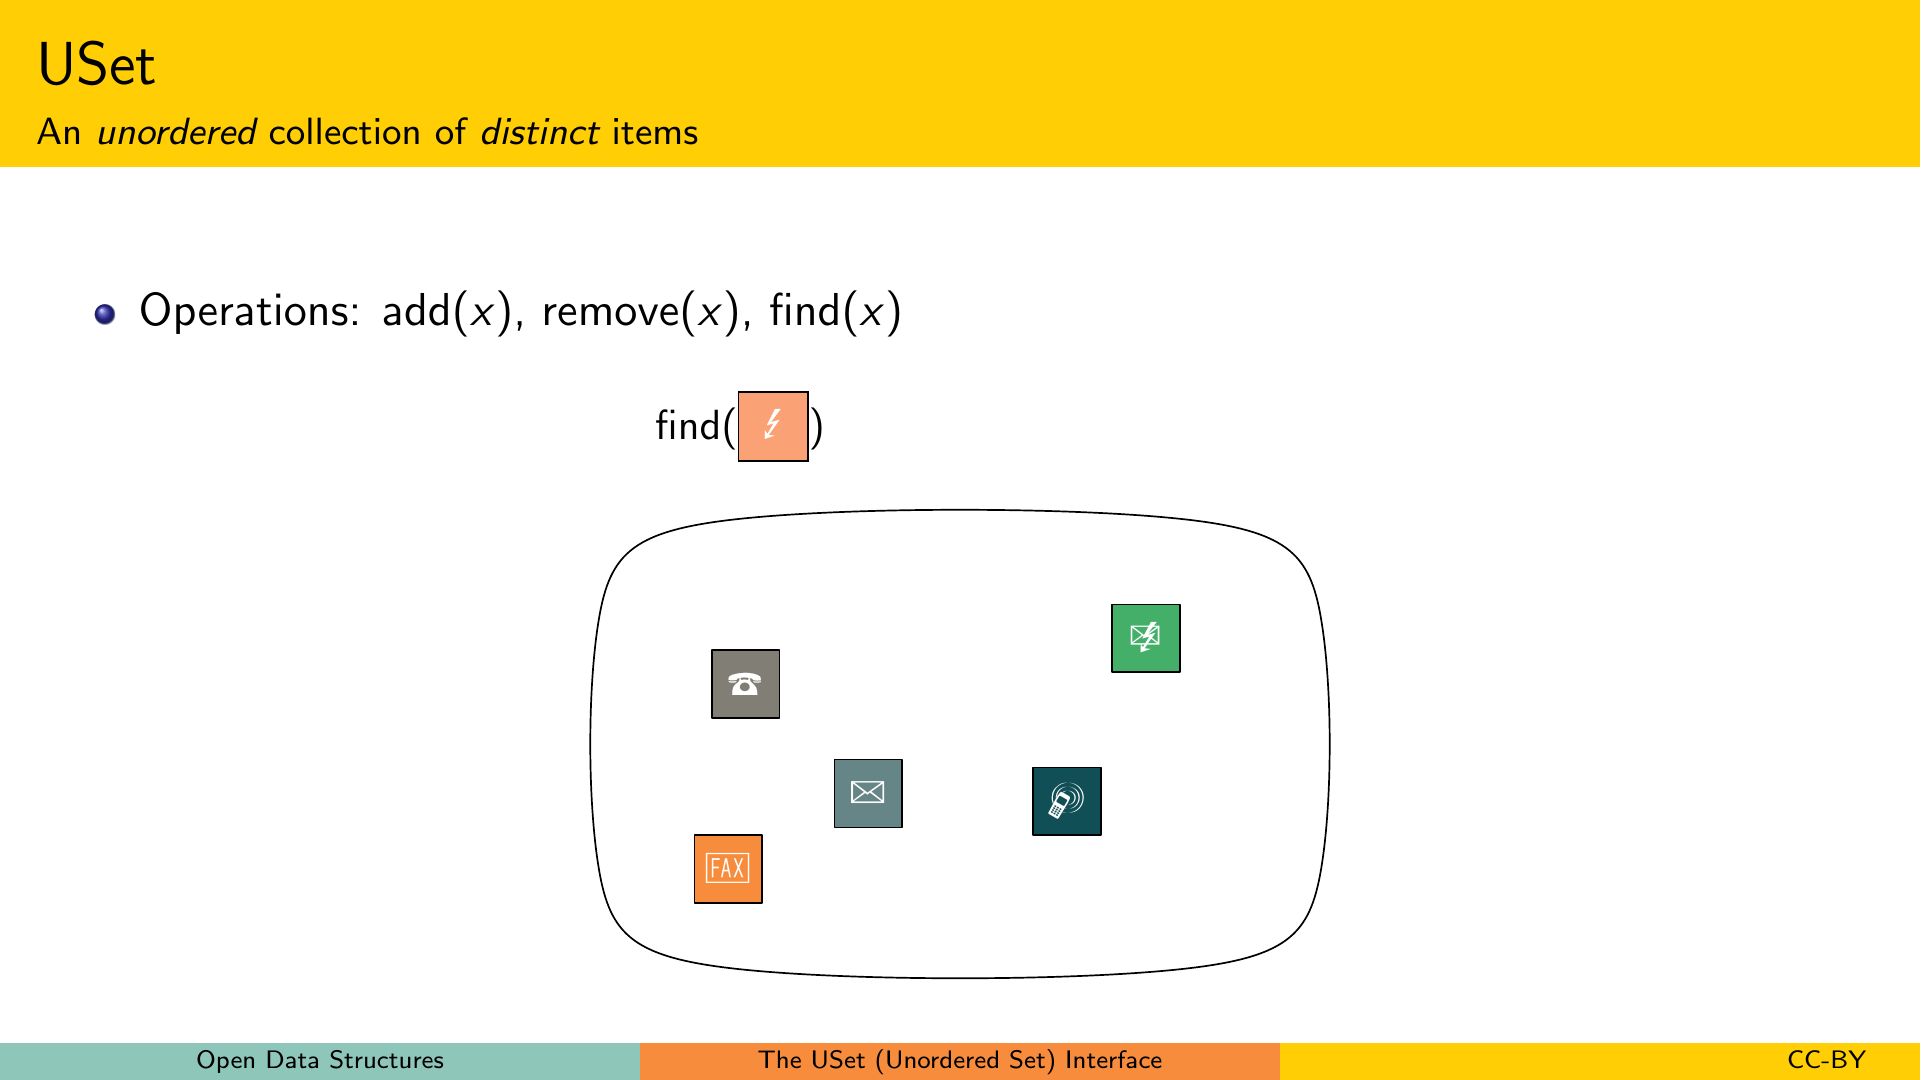 USet
An unordered collection of distinct items
Operations: add(x), remove(x), find(x)
find( )
FAX
Open Data Structures
The USet (Unordered Set) Interface
CC-BY